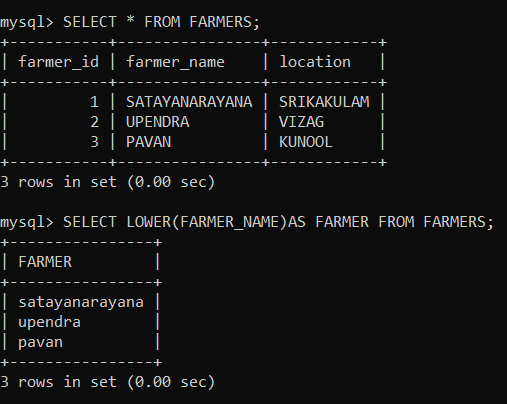 mysql> SELECT * FROM FARMERS;
+-----------+---------------+------------+
| farmer_id | farmer_name   | location   |
+-----------+---------------+------------+
|         1 | SATAYANARAYANA | SRIKAKULAM |
|         2 | UPENDRA       | VIZAG      |
|         3 | PAVAN         | KUNOOL     |
+-----------+---------------+------------+
3 rows in set (0.00 sec)
mysql> SELECT LOWER(FARMER_NAME)AS FARMER FROM FARMERS;
+----------------+
| FARMER         |
+----------------+
| satayanarayana |
| upendra        |
| pavan          |
+----------------+
3 rows in set (0.00 sec)